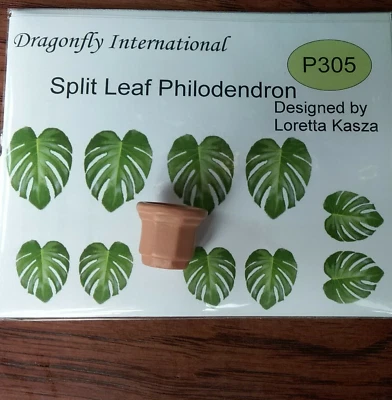 Dragonfly International
P305
Split Leaf Philodendron
Designed by
Loretta Kasza